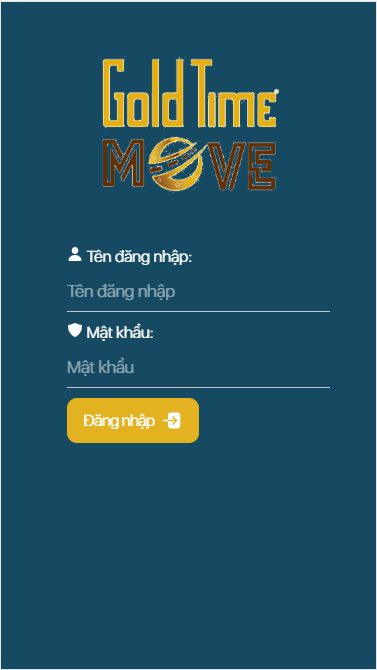 Gold Time
MOVE
Tên đăng nhập:
Tên đăng nhập
Mật khẩu:
Mật khẩu
Đăng nhập